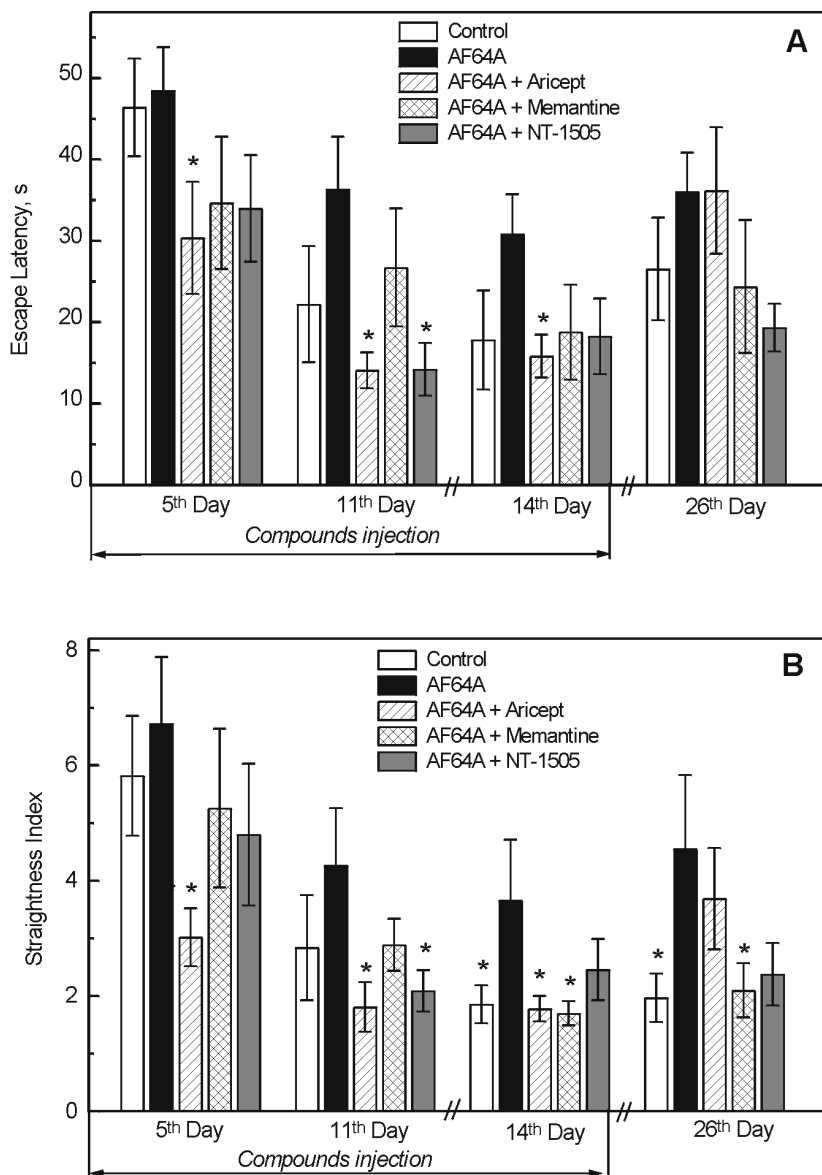 A
Control
AF64A
AF64A + Aricept
AF64A + Memantine
AF64A + NT-1505
Escape Latency, s
50
40
30
20
10
0
* * * *
5th Day 11th Day 14th Day 26th Day
Compounds injection
B
Control
AF64A
AF64A + Aricept
AF64A + Memantine
AF64A + NT-1505
Straightness Index
8
6
4
2
0
* * * * * * * *
5th Day 11th Day 14th Day 26th Day
Compounds injection